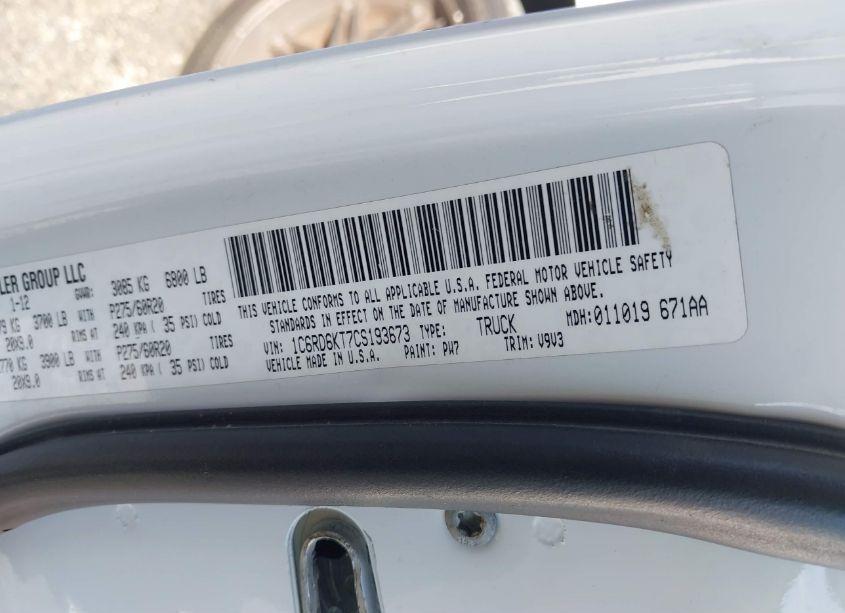 LER GROUP LLC
1-12 GVWR: 3085 KG 6800 LB
KG 3700 LB WITH P275/60R20 TIRES
20X9.0 RIMS AT 240 KPA ( 35 PSI) COLD
770 KG 3900 LB WITH P275/60R20 TIRES
20X9.0 RIMS AT 240 KPA ( 35 PSI) COLD
THIS VEHICLE CONFORMS TO ALL APPLICABLE U.S.A. FEDERAL MOTOR VEHICLE SAFETY
STANDARDS IN EFFECT ON THE DATE OF MANUFACTURE SHOWN ABOVE.
VIN: 1C6RD6KT7CS193673 TYPE: TRUCK MDH:011019 671AA
VEHICLE MADE IN U.S.A. PAINT: PW7 TRIM: V9V3